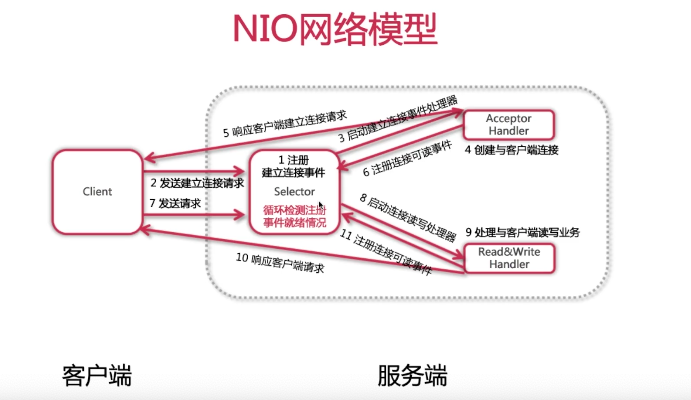 NIO网络模型
5 响应客户端建立连接请求
3 启动建立连接事件处理器
Acceptor
Handler
4 创建与客户端连接
6 注册连接可读事件
1 注册
建立连接事件
Selector
循环检测注册
事件就绪情况
Client
2 发送建立连接请求
7 发送请求
8 启动连接读写处理器
9 处理与客户端读写业务
Read&Write
Handler
11 注册连接可读事件
10 响应客户端请求
客户端
服务端